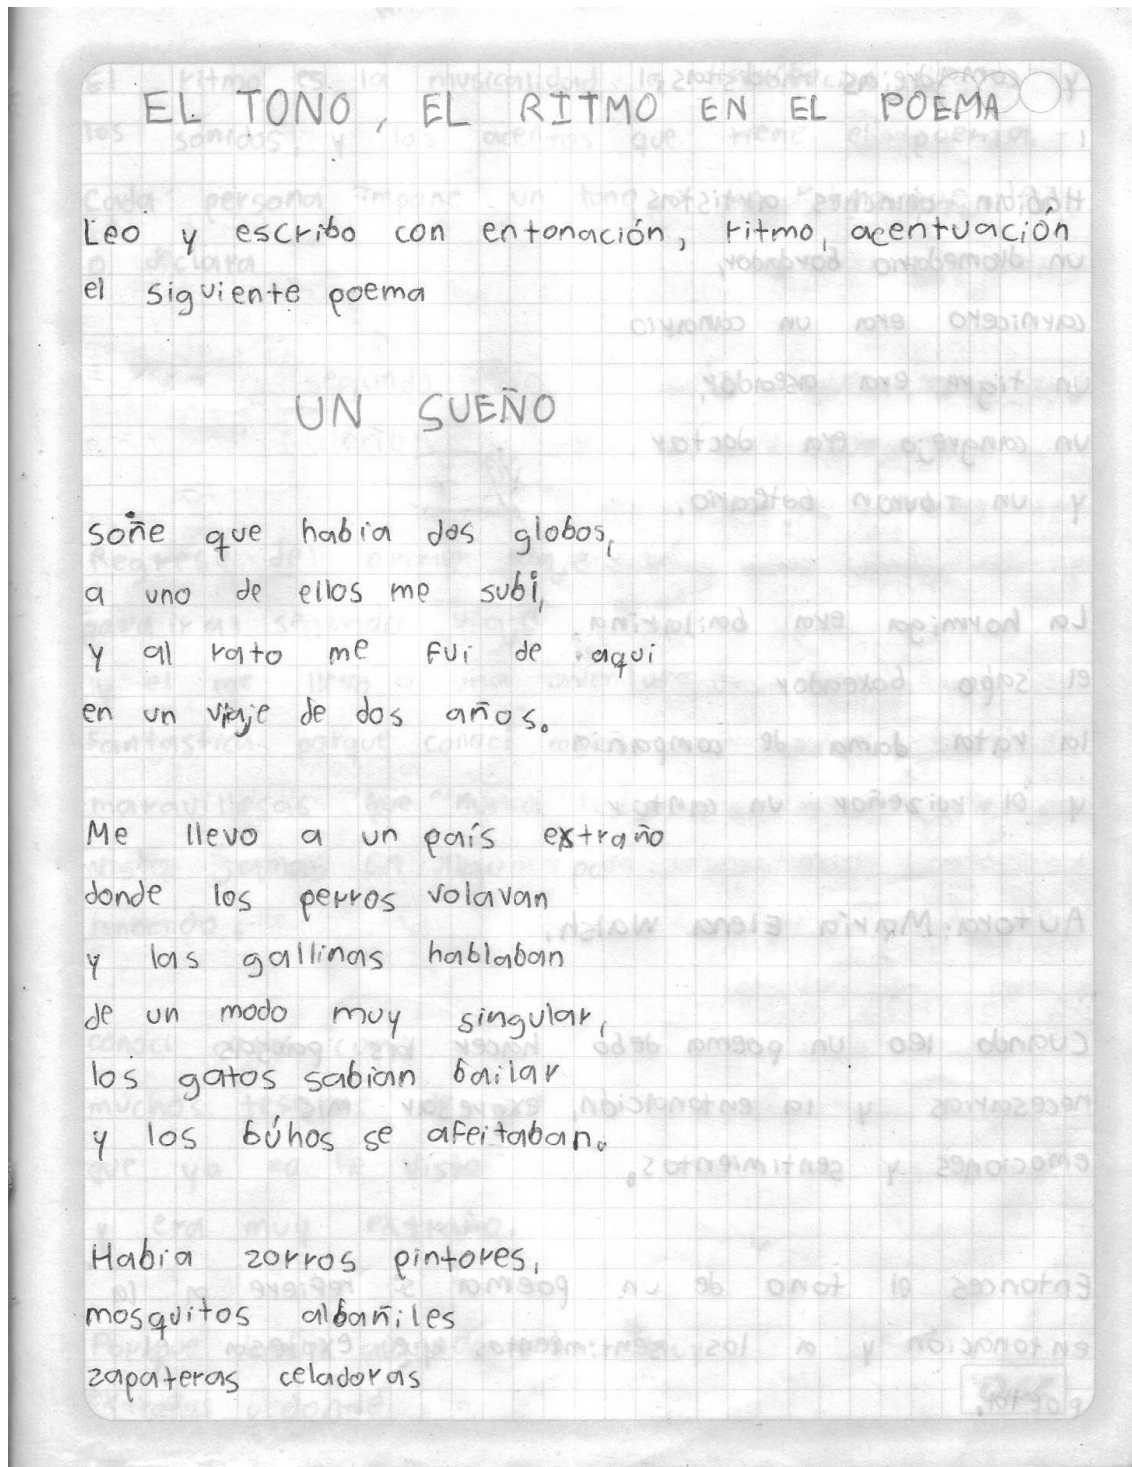 EL TONO, EL RITMO EN EL POEMA
Leo y escribo con entonación, ritmo, acentuación
el siguiente poema
UN SUEÑO
soñe que habia dos globos,
a uno de ellos me subí,
y al rato me fui de aqui
en un viaje de dos años.
Me llevo a un país extraño
donde los perros volavan
y las gallinas hablaban
de un modo muy singular,
los gatos sabian bailar
y los búhos se afeitaban.
Habia zorros pintores,
mosquitos albañiles
zapateras celadoras